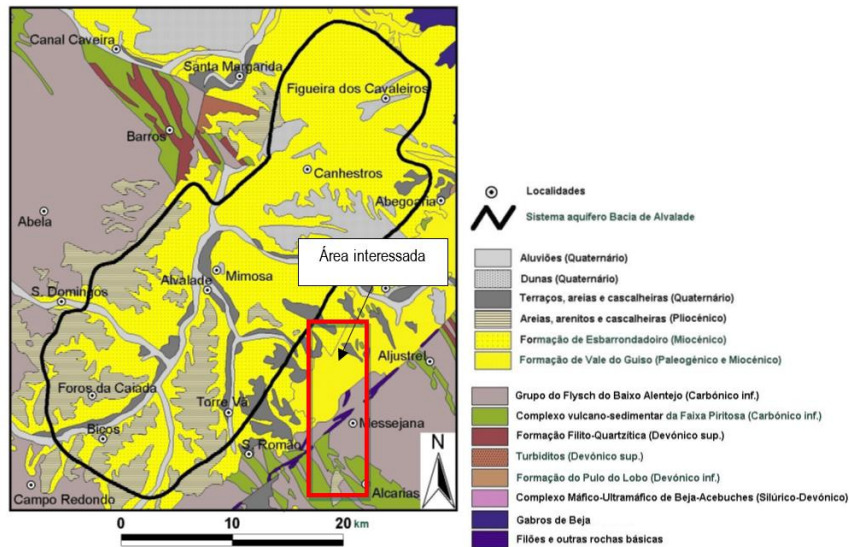 Canal Caveira
Santa Margarida
Figueira dos Cavaleiros
Barros
Canhestros
Abegoaria
Abela
Área interessada
Mimosa
Alvalade
S. Domingos
Aljustrel
Foros da Caiada
Torre Vã
Messejana
Bicos
S. Romão
N
Campo Redondo
Alcarias
0 10 20 km
Localidades
Sistema aquífero Bacia de Alvalade
Aluviões (Quaternário)
Dunas (Quaternário)
Terraços, areias e cascalheiras (Quaternário)
Areias, arenitos e cascalheiras (Pliocénico)
Formação de Esbarrondadoiro (Miocénico)
Formação de Vale do Guiso (Paleogénico e Miocénico)
Grupo do Flysch do Baixo Alentejo (Carbónico inf.)
Complexo vulcano-sedimentar da Faixa Piritosa (Carbónico inf.)
Formação Filito-Quartzítica (Devónico sup.)
Turbiditos (Devónico sup.)
Formação do Pulo do Lobo (Devónico inf.)
Complexo Máfico-Ultramáfico de Beja-Acebuches (Silúrico-Devónico)
Gabros de Beja
Filões e outras rochas básicas